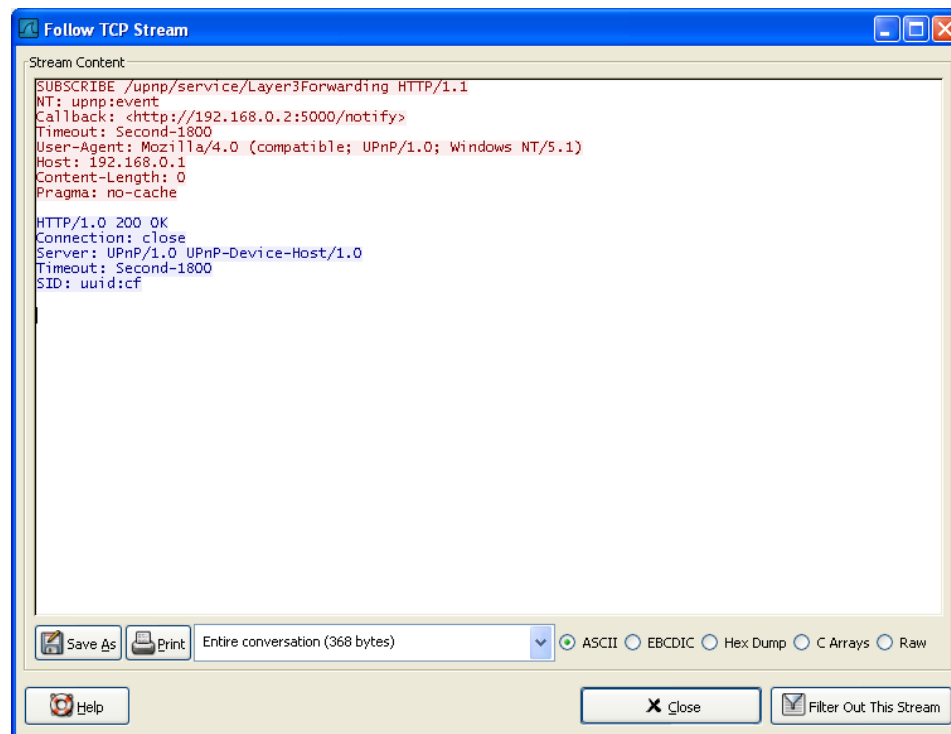 Follow TCP Stream
Stream Content
SUBSCRIBE /upnp/service/Layer3Forwarding HTTP/1.1
NT: upnp:event
Callback: <http://192.168.0.2:5000/notify>
Timeout: Second-1800
User-Agent: Mozilla/4.0 (compatible; UPnP/1.0; Windows NT/5.1)
Host: 192.168.0.1
Content-Length: 0
Pragma: no-cache
HTTP/1.0 200 OK
Connection: close
Server: UPnP/1.0 UPnP-Device-Host/1.0
Timeout: Second-1800
SID: uuid:cf
Save As Print Entire conversation (368 bytes) ASCII EBCDIC Hex Dump C Arrays Raw
Help Close Filter Out This Stream